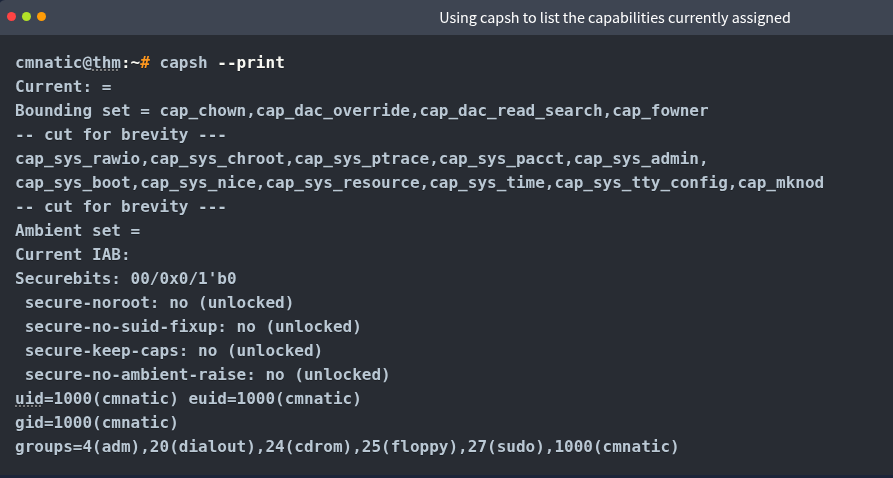 Using capsh to list the capabilities currently assigned
cmnatic@thm:~# capsh --print
Current: =
Bounding set = cap_chown,cap_dac_override,cap_dac_read_search,cap_fowner
-- cut for brevity ---
cap_sys_rawio,cap_sys_chroot,cap_sys_ptrace,cap_sys_pacct,cap_sys_admin,
cap_sys_boot,cap_sys_nice,cap_sys_resource,cap_sys_time,cap_sys_tty_config,cap_mknod
-- cut for brevity ---
Ambient set =
Current IAB:
Securebits: 00/0x0/1'b0
 secure-noroot: no (unlocked)
 secure-no-suid-fixup: no (unlocked)
 secure-keep-caps: no (unlocked)
 secure-no-ambient-raise: no (unlocked)
uid=1000(cmnatic) euid=1000(cmnatic)
gid=1000(cmnatic)
groups=4(adm),20(dialout),24(cdrom),25(floppy),27(sudo),1000(cmnatic)